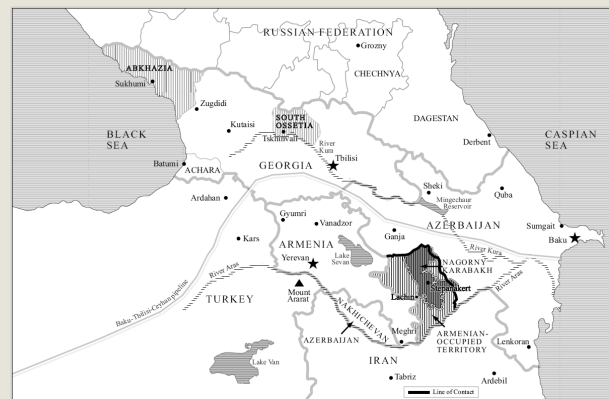 RUSSIAN FEDERATION
Grozny
ABKHAZIA
CHECHNYA
Sukhumi
Zugdidi
SOUTH
OSSETIA
DAGESTAN
Kutaisi
Tskhinvali
BLACK
SEA
CASPIAN
SEA
River
Kura
Derbent
Tbilisi
Batumi
ACHARA
GEORGIA
Sheki
Quba
Ardahan
Mingechaur
Reservoir
Gyumri
Vanadzor
AZERBAIJAN
Sumgait
Ganja
Baku
Kars
ARMENIA
Yerevan
Lake
Sevan
River Kura
NAGORNY
KARABAKH
River Aras
Stepanakert
Baku-Tbilisi-Ceyhan pipeline
Mount
Ararat
Lachin
River Aras
TURKEY
NAKHICHEVAN
Meghri
ARMENIAN-
OCCUPIED
TERRITORY
AZERBAIJAN
Lenkoran
IRAN
Lake Van
Tabriz
Ardebil
Line of Contact